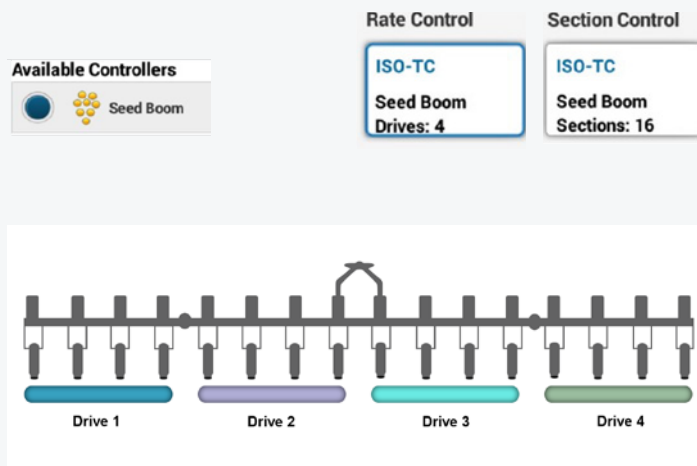 Rate Control
Section Control
Available Controllers
Seed Boom
ISO-TC
Seed Boom
Drives: 4
ISO-TC
Seed Boom
Sections: 16
Drive 1
Drive 2
Drive 3
Drive 4